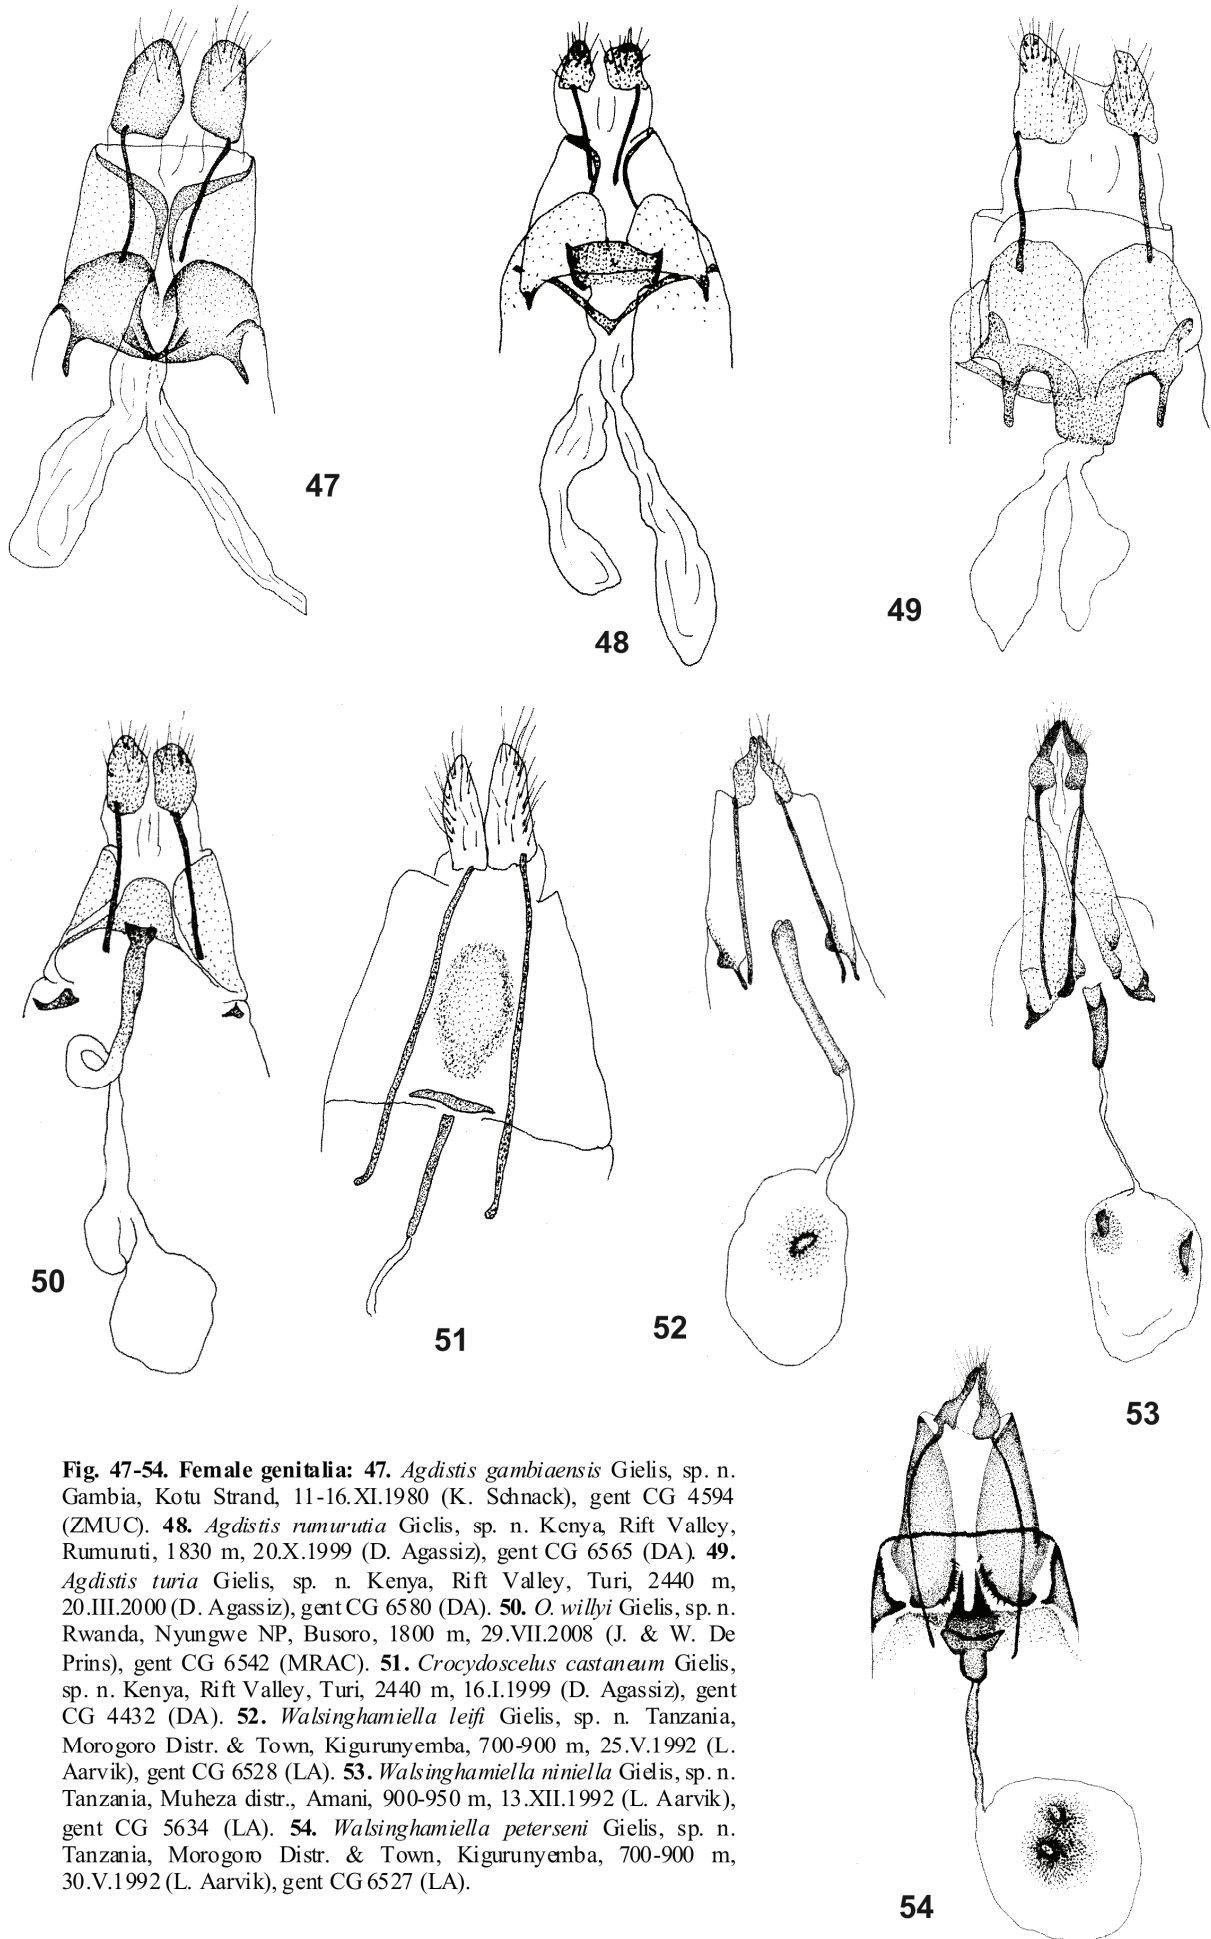 47
48
49
50
51
52
53
Fig. 47-54. Female genitalia: 47. Agdistis gambiaensis Gielis, sp. n.
Gambia, Kotu Strand, 11-16.XI.1980 (K. Schnack), gent CG 4594
(ZMUC). 48. Agdistis rumurutia Gielis, sp. n. Kenya, Rift Valley,
Rumuruti, 1830 m, 20.X.1999 (D. Agassiz), gent CG 6565 (DA). 49.
Agdistis turia Gielis, sp. n. Kenya, Rift Valley, Turi, 2440 m,
20.III.2000 (D. Agassiz), gent CG 6580 (DA). 50. O. willyi Gielis, sp. n.
Rwanda, Nyungwe NP, Busoro, 1800 m, 29.VII.2008 (J. & W. De
Prins), gent CG 6542 (MRAC). 51. Crocydoscelus castaneum Gielis,
sp. n. Kenya, Rift Valley, Turi, 2440 m, 16.I.1999 (D. Agassiz), gent
CG 4432 (DA). 52. Walsinghamiella leifi Gielis, sp. n. Tanzania,
Morogoro Distr. & Town, Kigurunyemba, 700-900 m, 25.V.1992 (L.
Aarvik), gent CG 6528 (LA). 53. Walsinghamiella niniella Gielis, sp. n.
Tanzania, Muheza distr., Amani, 900-950 m, 13.XII.1992 (L. Aarvik),
gent CG 5634 (LA). 54. Walsinghamiella peterseni Gielis, sp. n.
Tanzania, Morogoro Distr. & Town, Kigurunyemba, 700-900 m,
30.V.1992 (L. Aarvik), gent CG 6527 (LA).
54